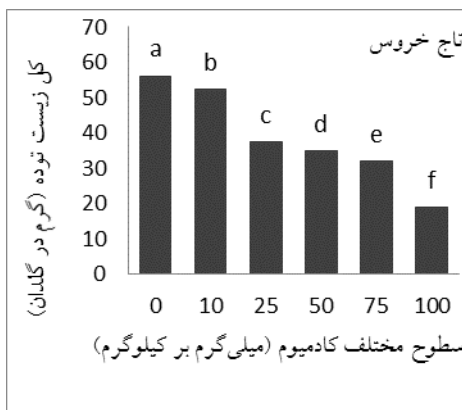 تاج خروس
کل زیست توده (گرم در گلدان))
70
60
50
40
30
20
10
0
a
b
c
d
e
f
0 10 25 50 75 100
سطوح مختلف کادمیوم (میلی‌گرم بر کیلوگرم)